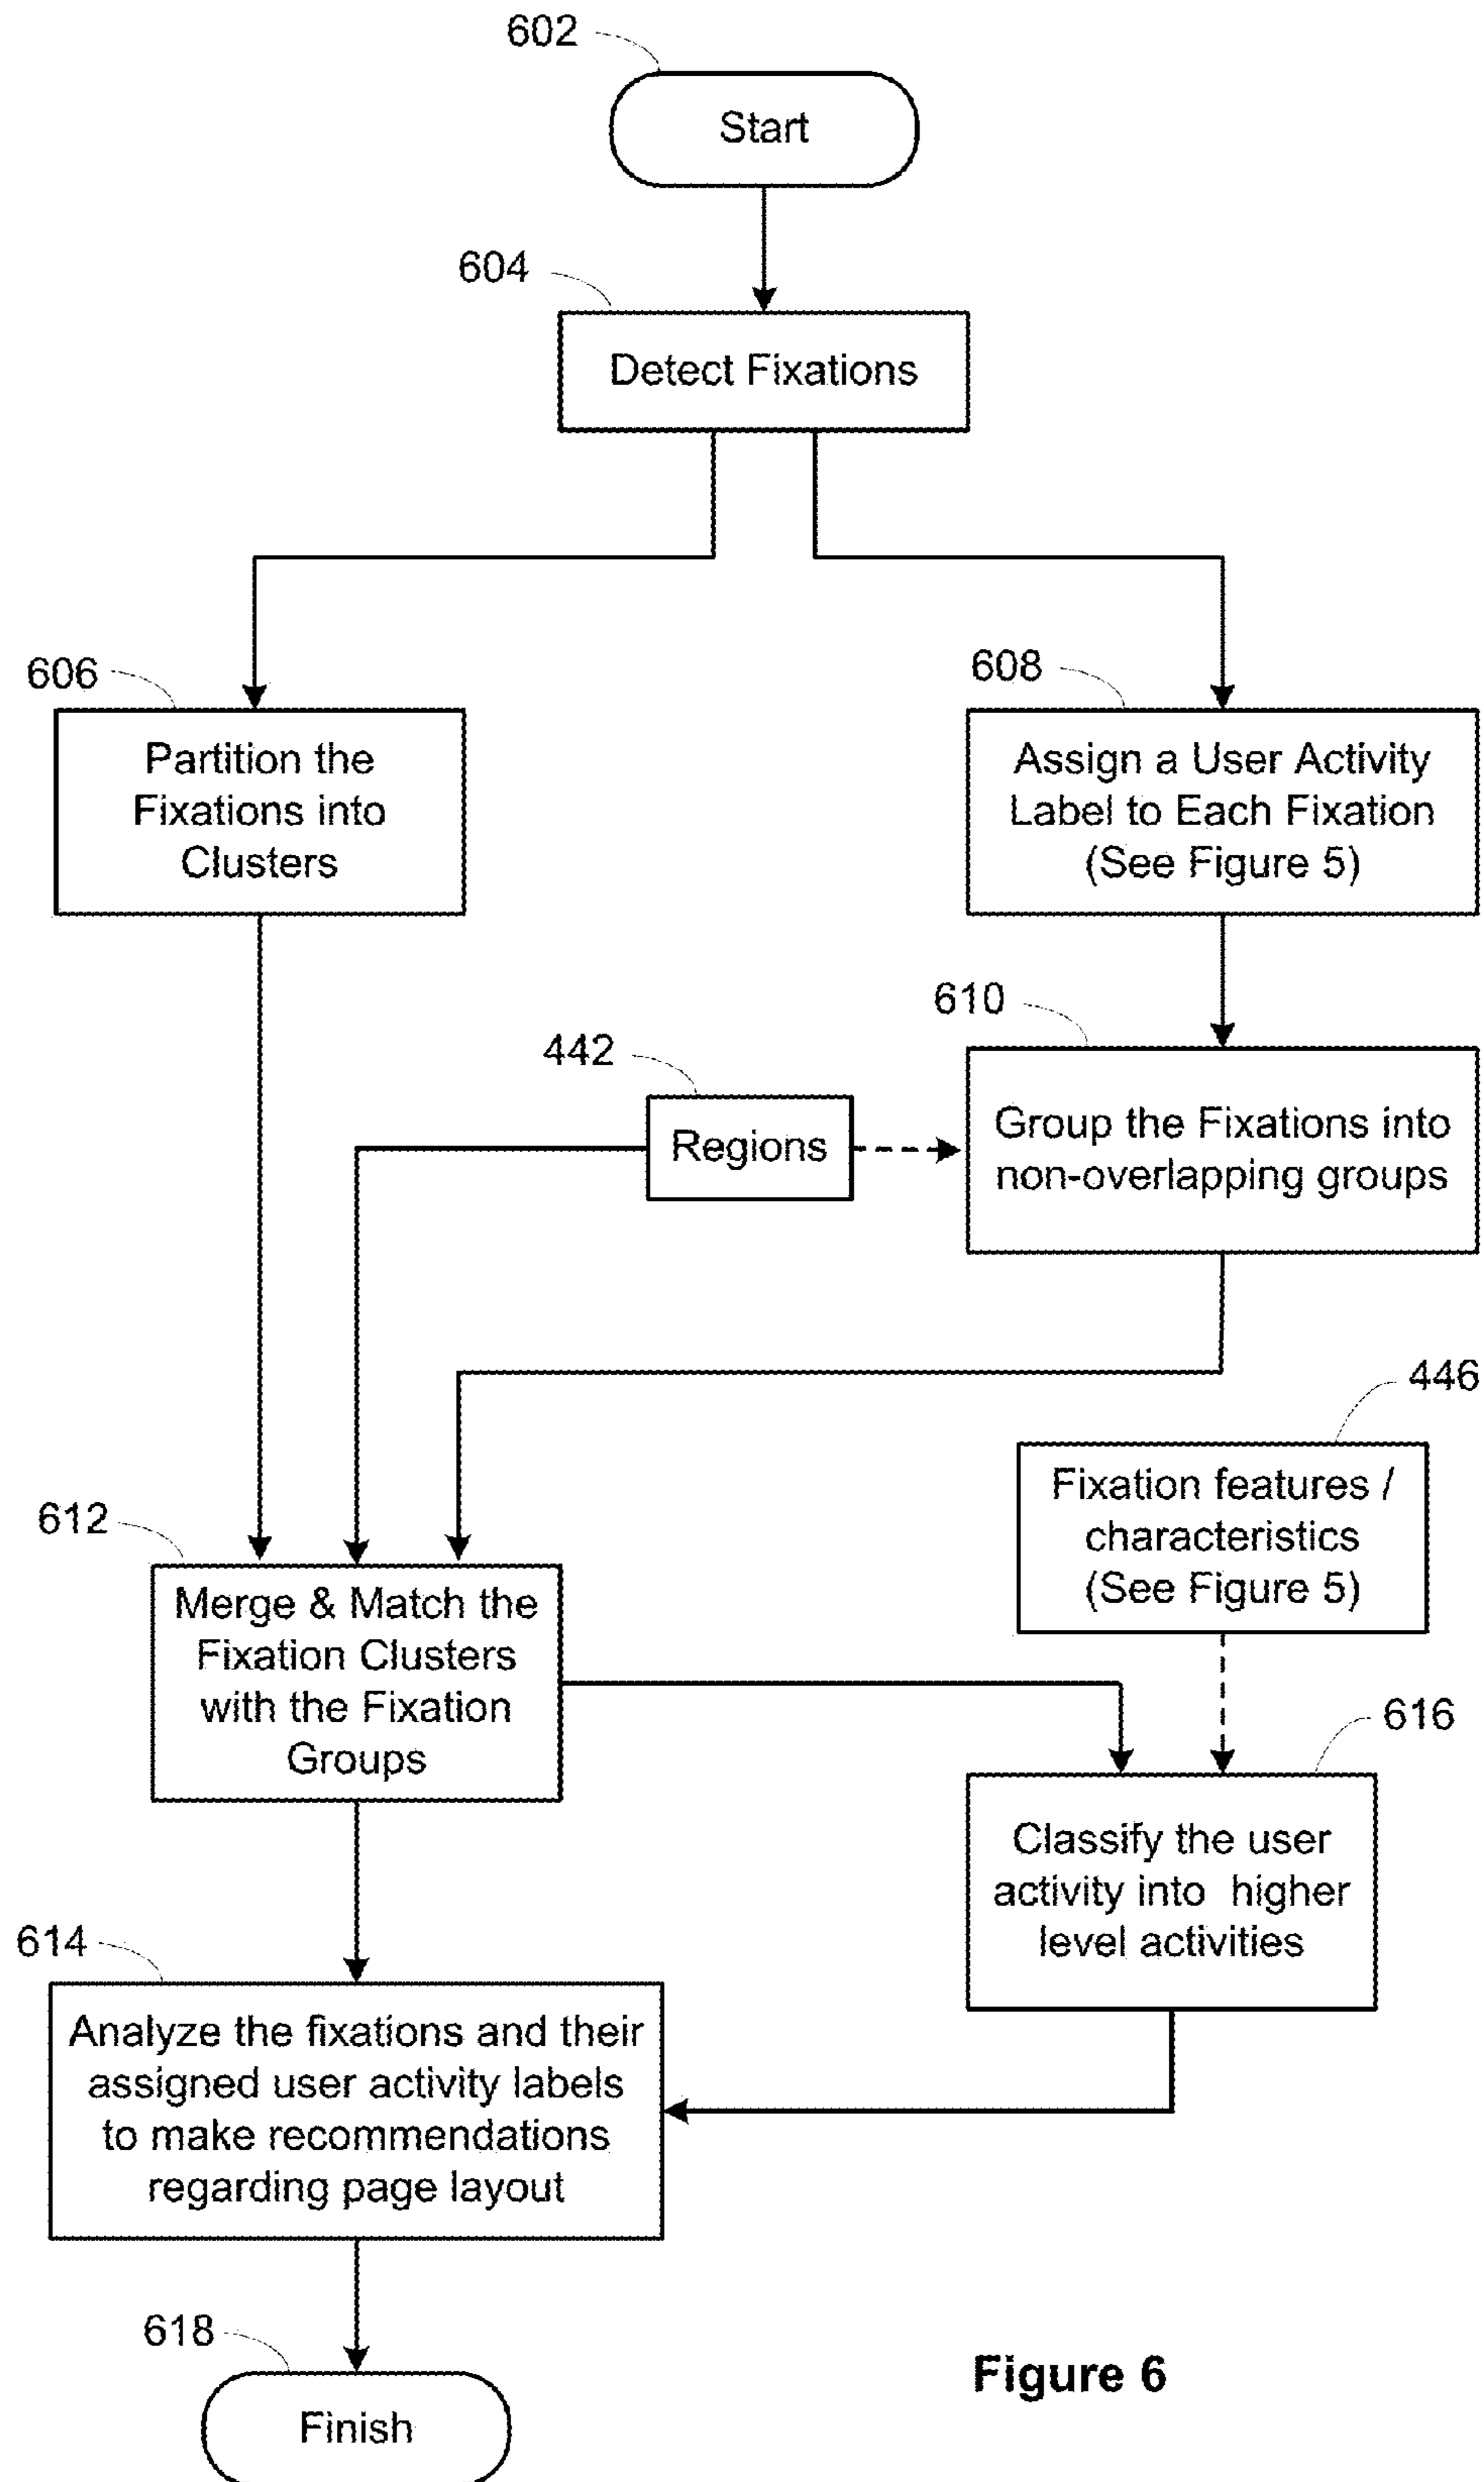 602
Start
604
Detect Fixations
606
Partition the
Fixations into
Clusters
608
Assign a User Activity
Label to Each Fixation
(See Figure 5)
610
Group the Fixations into
non-overlapping groups
442
Regions
446
Fixation features /
characteristics
(See Figure 5)
612
Merge & Match the
Fixation Clusters
with the Fixation
Groups
616
Classify the user
activity into higher
level activities
614
Analyze the fixations and their
assigned user activity labels
to make recommendations
regarding page layout
618
Finish
Figure 6